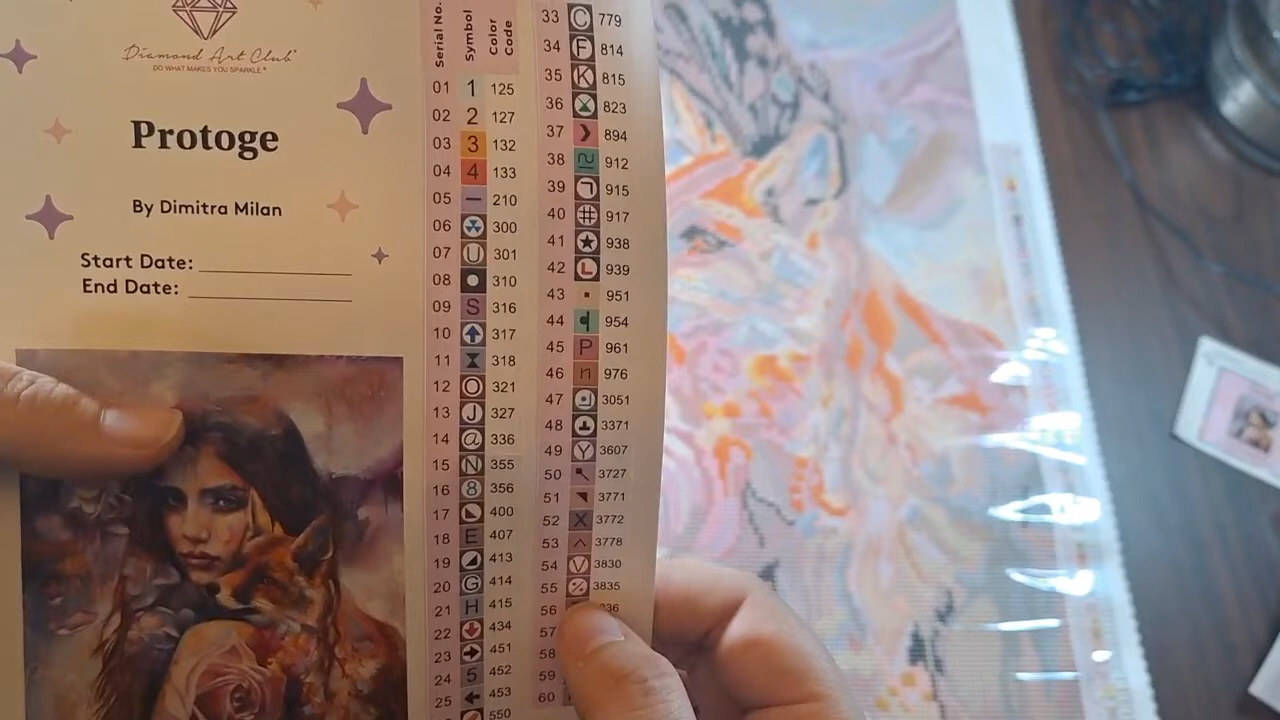 Diamond Art Club
DO WHAT MAKES YOU SPARKLE.®
Protoge
By Dimitra Milan
Start Date:
End Date:
Serial No. Symbol Color Code
01 1 125
02 2 127
03 3 132
04 4 133
05 – 210
06 300
07 U 301
08 310
09 S 316
10 317
11 318
12 O 321
13 J 327
14 @ 336
15 N 355
16 8 356
17 400
18 E 407
19 413
20 G 414
21 H 415
22 434
23 451
24 5 452
25 453
550
33 C 779
34 F 814
35 K 815
36 823
37 894
38 912
39 915
40 # 917
41 ★ 938
42 L 939
43 951
44 954
45 P 961
46 n 976
47 3051
48 3371
49 Y 3607
50 3727
51 3771
52 X 3772
53 ^ 3778
54 V 3830
55 % 3835
56
57
58
59
60